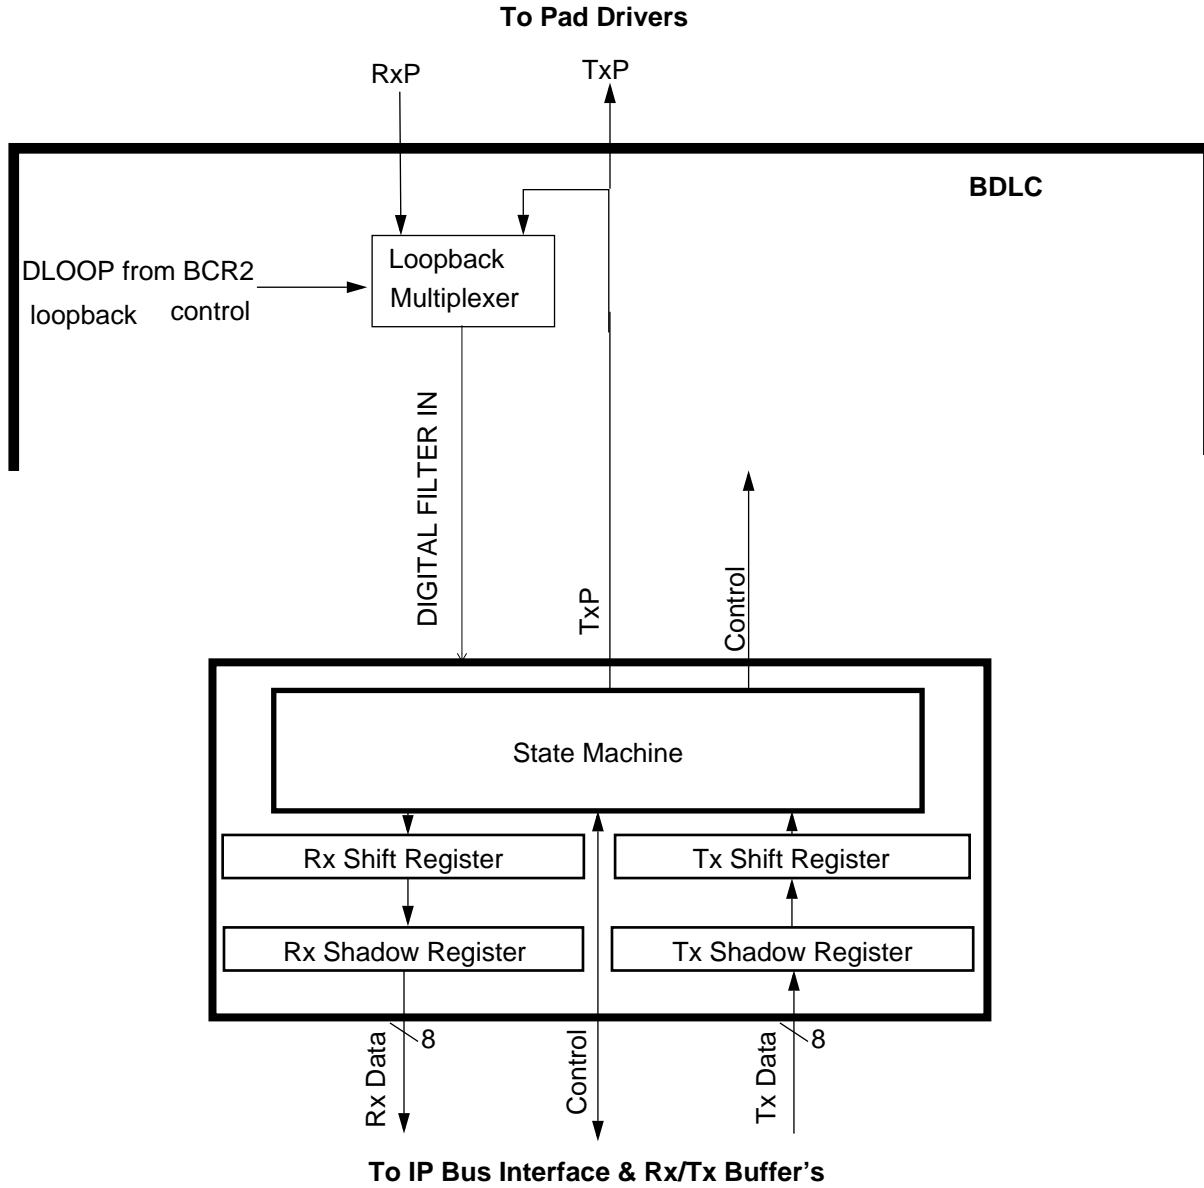 To Pad Drivers
RxP
TxP
BDLC
DLOOP from BCR2
loopback control
Loopback
Multiplexer
DIGITAL FILTER IN
TxP
Control
State Machine
Rx Shift Register
Tx Shift Register
Rx Shadow Register
Tx Shadow Register
8
8
Rx Data
Control
Tx Data
To IP Bus Interface & Rx/Tx Buffer's